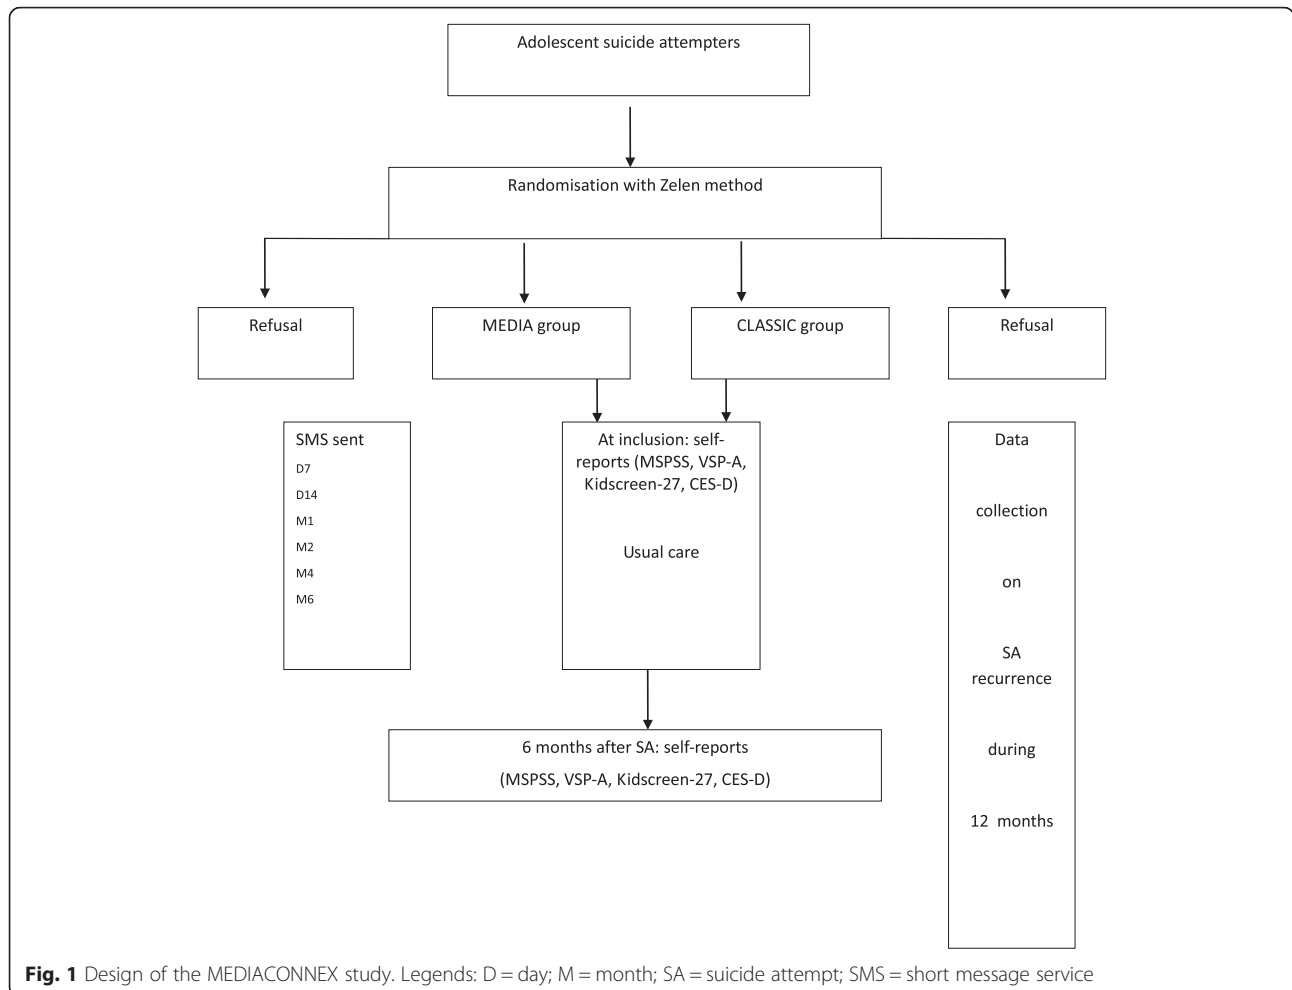 Adolescent suicide attempters
Randomisation with Zelen method
Refusal
MEDIA group
CLASSIC group
Refusal
SMS sent
D7
D14
M1
M2
M4
M6
At inclusion: self-
reports (MSPSS, VSP-A,
Kidscreen-27, CES-D)
Usual care
Data
collection
on
SA
recurrence
during
12 months
6 months after SA: self-reports
(MSPSS, VSP-A, Kidscreen-27, CES-D)
Fig. 1 Design of the MEDIACONNEX study. Legends: D = day; M = month; SA = suicide attempt; SMS = short message service